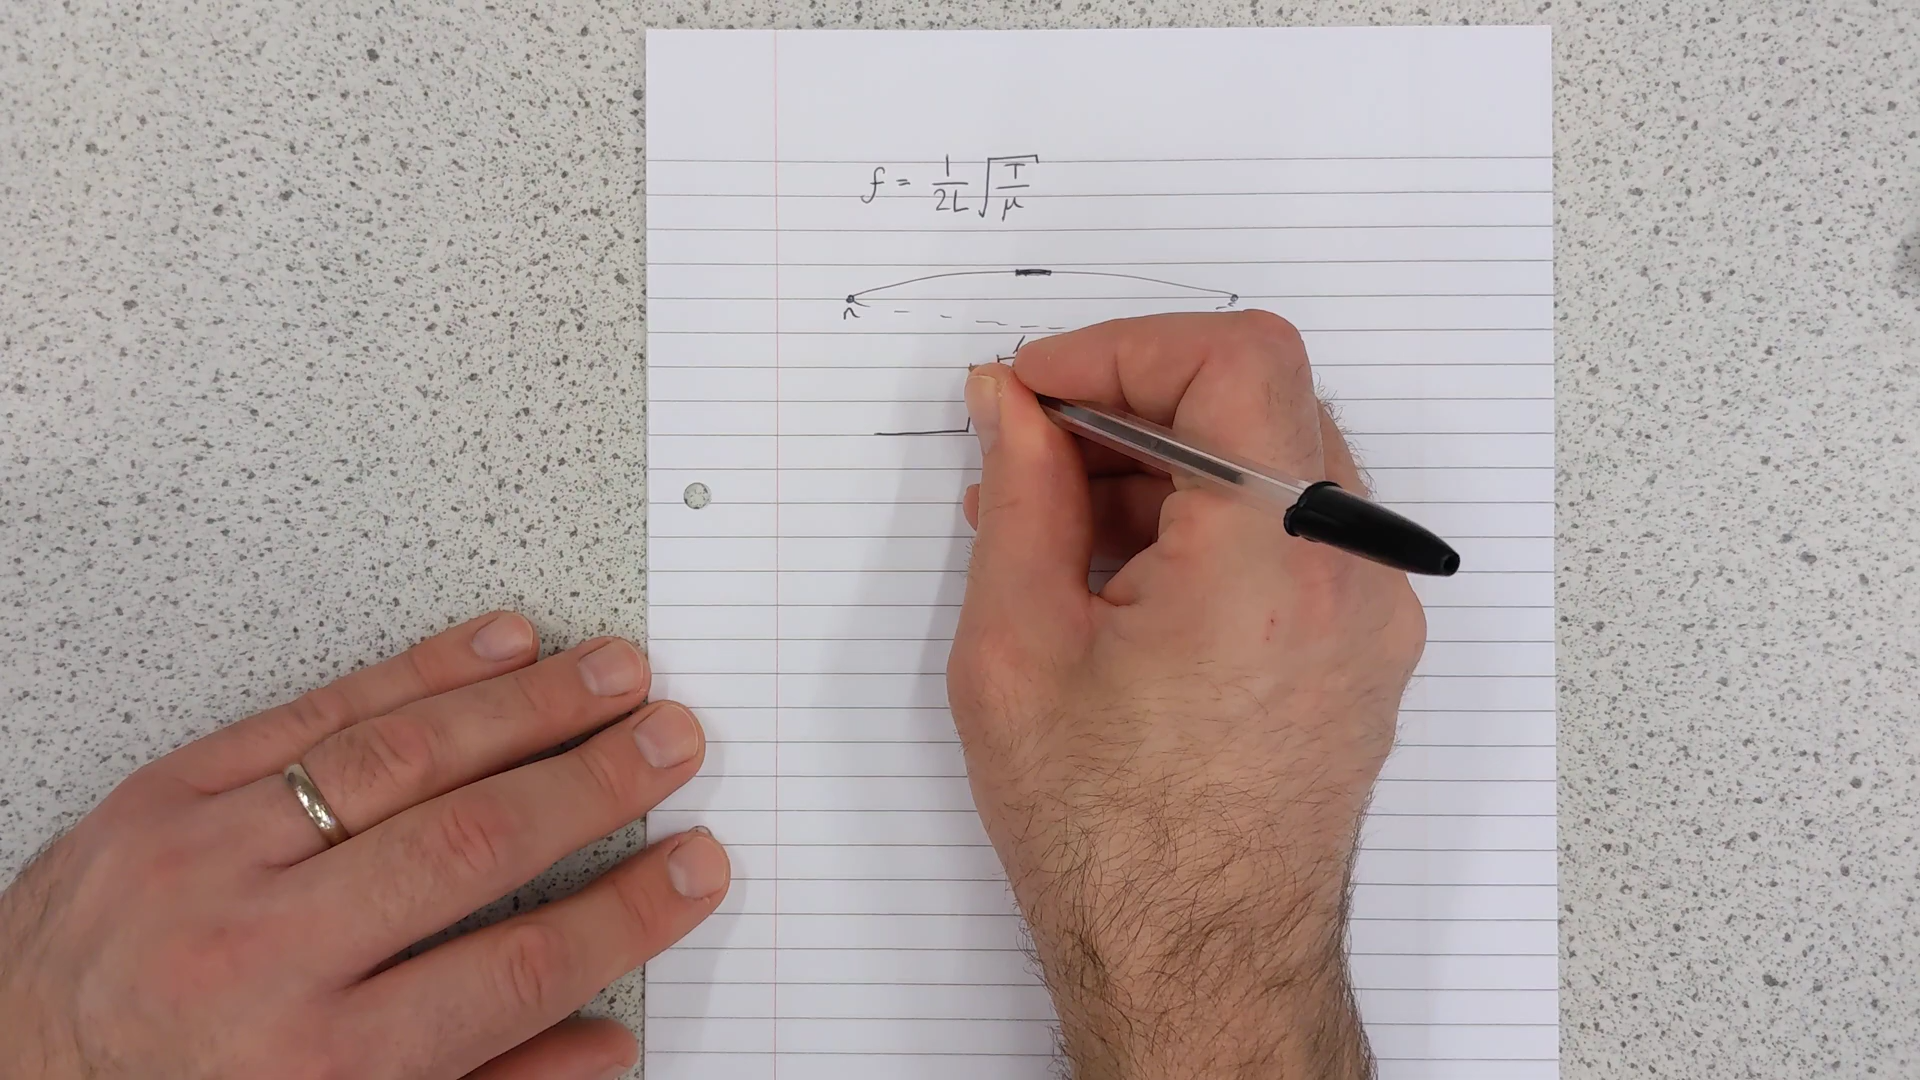 f = 1/2L √T/μ